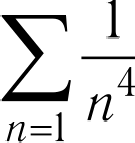 ∑ 1
n=1 n⁴